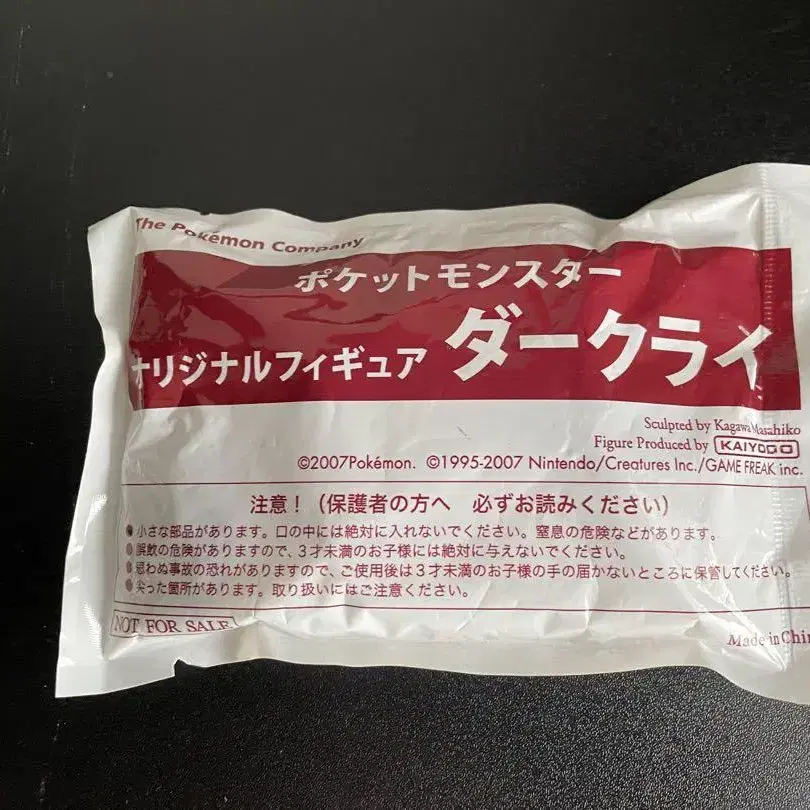 The Pokémon Company
ポケットモンスター
オリジナルフィギュア ダークライ
Sculpted by Kagawa Masahiko
Figure Produced by KAIYODO
©2007Pokémon. ©1995-2007 Nintendo/Creatures Inc./GAME FREAK inc.
注意!(保護者の方へ 必ずお読みください)
●小さな部品があります。口の中には絶対に入れないでください。窒息の危険などがあります。
●誤飲の危険がありますので、3才未満のお子様には絶対に与えないでください。
●思わぬ事故の恐れがありますので、ご使用後は3才未満のお子様の手の届かないところに保管してください。
●尖った箇所があります。取り扱いにはご注意ください。
NOT FOR SALE
Made in Chin